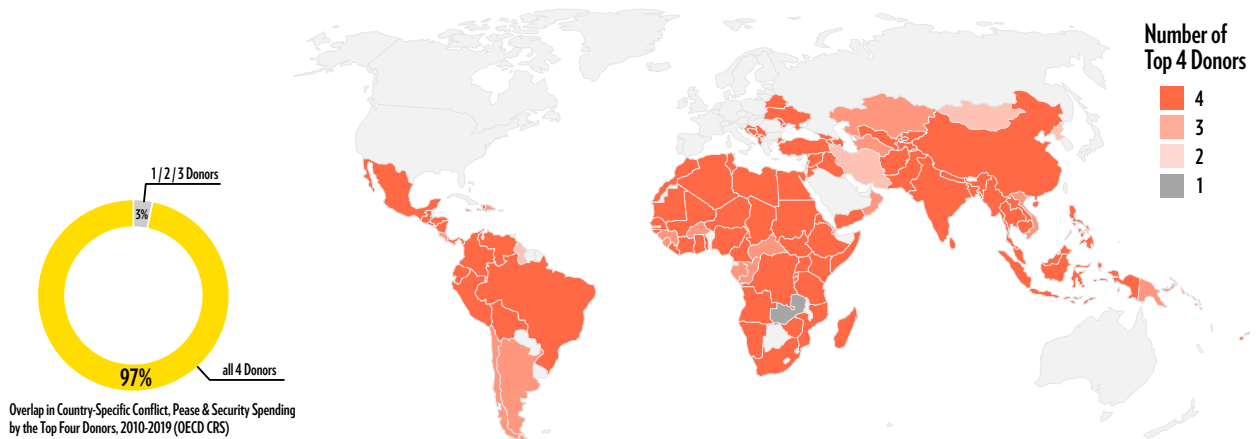 Number of
Top 4 Donors
4
3
2
1
1 / 2 / 3 Donors
3%
97%
all 4 Donors
Overlap in Country-Specific Conflict, Pease & Security Spending
by the Top Four Donors, 2010-2019 (OECD CRS)